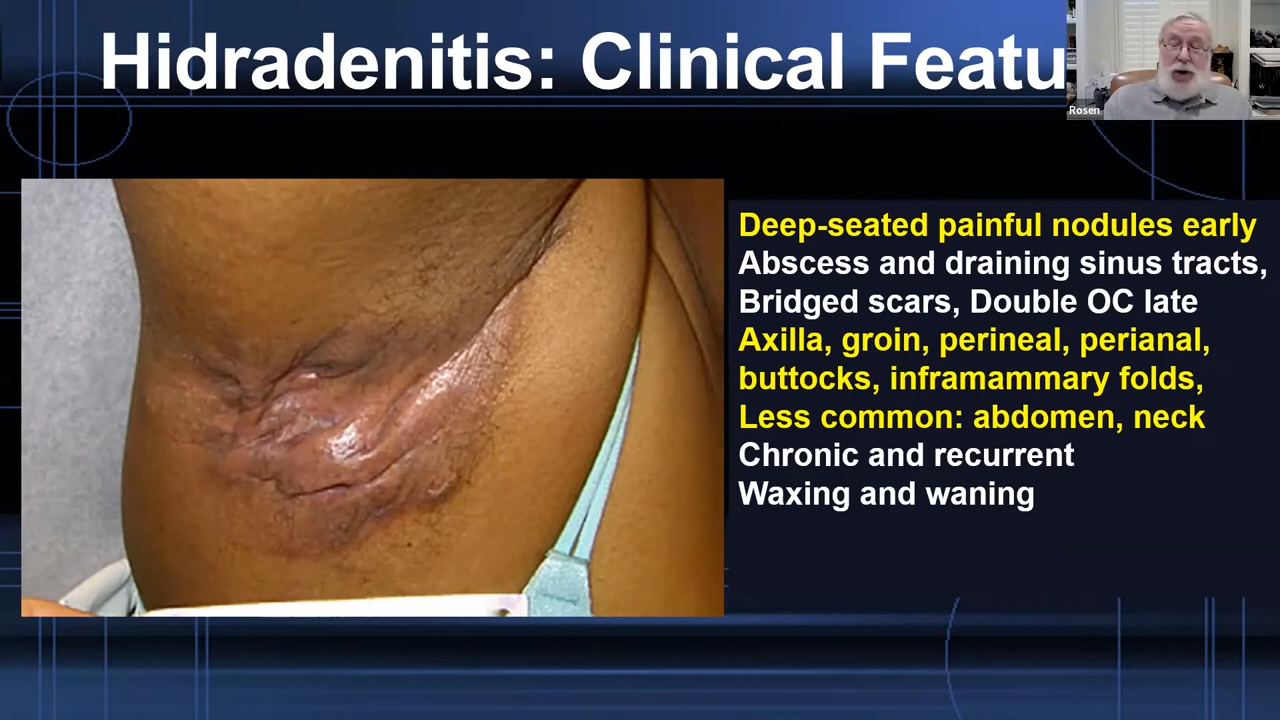 Hidradenitis: Clinical Featu
Rosen
Deep-seated painful nodules early
Abscess and draining sinus tracts,
Bridged scars, Double OC late
Axilla, groin, perineal, perianal,
buttocks, inframammary folds,
Less common: abdomen, neck
Chronic and recurrent
Waxing and waning